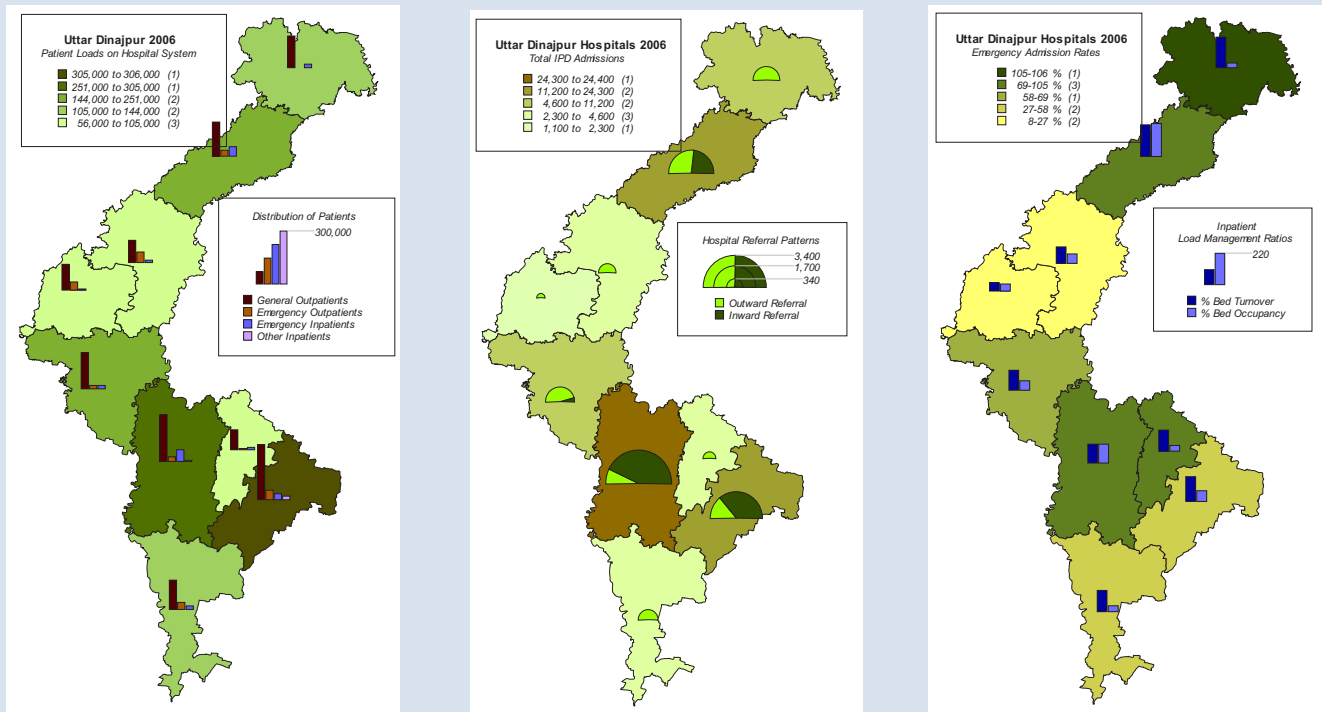 Uttar Dinajpur 2006
Patient Loads on Hospital System
305,000 to 306,000 (1)
251,000 to 305,000 (1)
144,000 to 251,000 (2)
105,000 to 144,000 (2)
56,000 to 105,000 (3)
Distribution of Patients
300,000
General Outpatients
Emergency Outpatients
Emergency Inpatients
Other Inpatients
Uttar Dinajpur Hospitals 2006
Total IPD Admissions
24,300 to 24,400 (1)
11,200 to 24,300 (2)
4,600 to 11,200 (2)
2,300 to 4,600 (3)
1,100 to 2,300 (1)
Hospital Referral Patterns
3,400
1,700
340
Outward Referral
Inward Referral
Uttar Dinajpur Hospitals 2006
Emergency Admission Rates
105-106 % (1)
69-105 % (3)
58-69 % (1)
27-58 % (2)
8-27 % (2)
Inpatient
Load Management Ratios
220
% Bed Turnover
% Bed Occupancy